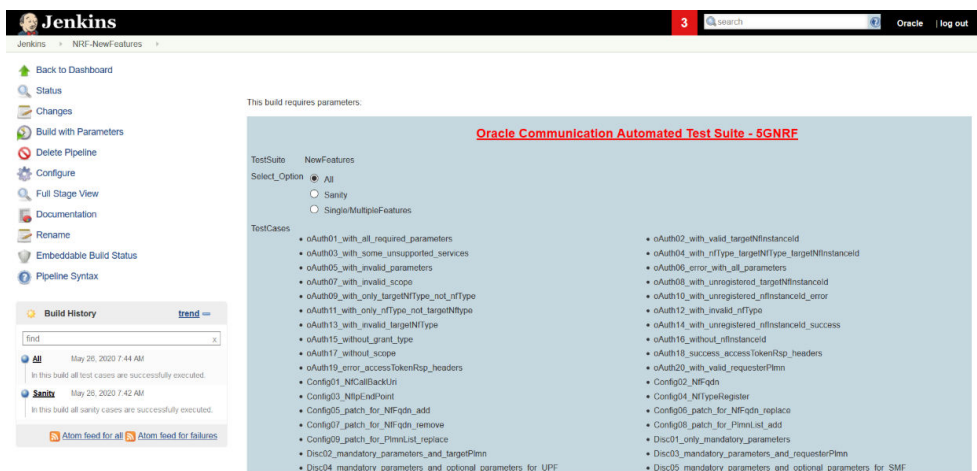 Jenkins
3
search
Oracle
| log out
Jenkins
NRF-NewFeatures
Back to Dashboard
Status
Changes
Build with Parameters
Delete Pipeline
Configure
Full Stage View
Documentation
Rename
Embeddable Build Status
Pipeline Syntax
Build History
trend
find
x
All May 26, 2020 7:44 AM
In this build all test cases are successfully executed.
Sanity May 26, 2020 7:42 AM
In this build all sanity cases are successfully executed.
Atom feed for all Atom feed for failures
This build requires parameters:
Oracle Communication Automated Test Suite - 5GNRF
TestSuite NewFeatures
Select_Option All
Sanity
Single/MultipleFeatures
TestCases
• oAuth01_with_all_required_parameters • oAuth02_with_valid_targetNfInstanceId
• oAuth03_with_some_unsupported_services • oAuth04_with_nfType_targetNfType_targetNfInstanceId
• oAuth05_with_invalid_parameters • oAuth06_error_with_all_parameters
• oAuth07_with_invalid_scope • oAuth08_with_unregistered_targetNfInstanceId
• oAuth09_with_only_targetNfType_not_nfType • oAuth10_with_unregistered_nfInstanceId_error
• oAuth11_with_only_nfType_not_targetNftype • oAuth12_with_invalid_nfType
• oAuth13_with_invalid_targetNfType • oAuth14_with_unregistered_nfInstanceId_success
• oAuth15_without_grant_type • oAuth16_without_nfInstanceId
• oAuth17_without_scope • oAuth18_success_accessTokenRsp_headers
• oAuth19_error_accessTokenRsp_headers • oAuth20_with_valid_requesterPlmn
• Config01_NfCallBackUri • Config02_NfFqdn
• Config03_NfIpEndPoint • Config04_NfTypeRegister
• Config05_patch_for_NfFqdn_add • Config06_patch_for_NfFqdn_replace
• Config07_patch_for_NfFqdn_remove • Config08_patch_for_PlmnList_add
• Config09_patch_for_PlmnList_replace • Disc01_only_mandatory_parameters
• Disc02_mandatory_parameters_and_targetPlmn • Disc03_mandatory_parameters_and_requesterPlmn
• Disc04_mandatory_parameters_and_optional_parameters_for_UPF • Disc05_mandatory_parameters_and_optional_parameters_for_SMF